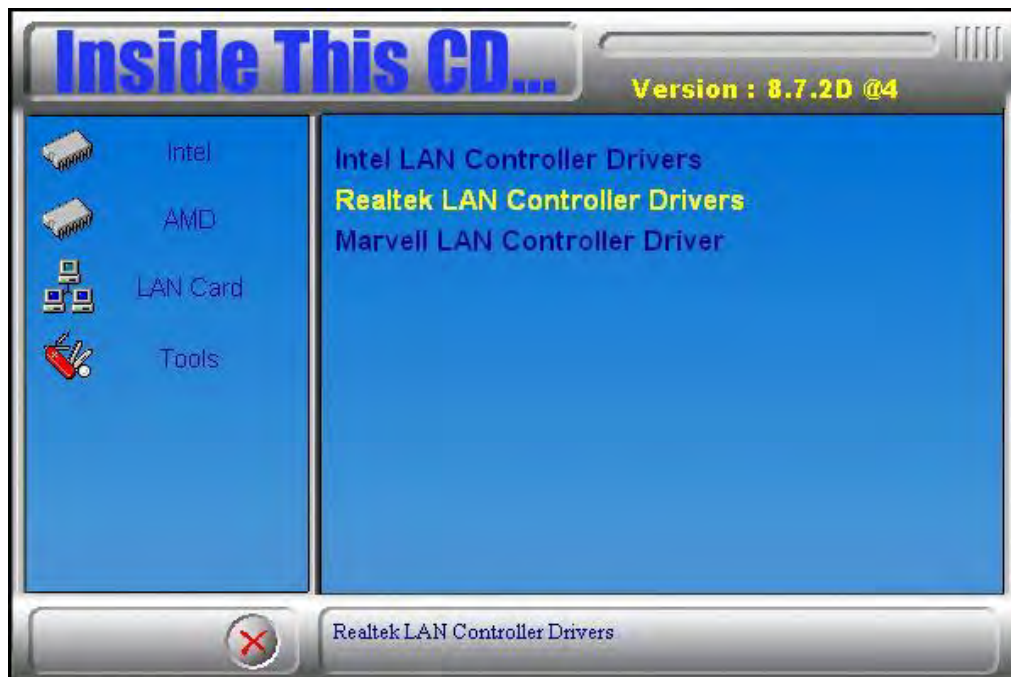 Inside This CD...
Version : 8.7.2D @4
Intel
AMD
LAN Card
Tools
Intel LAN Controller Drivers
Realtek LAN Controller Drivers
Marvell LAN Controller Driver
Realtek LAN Controller Drivers